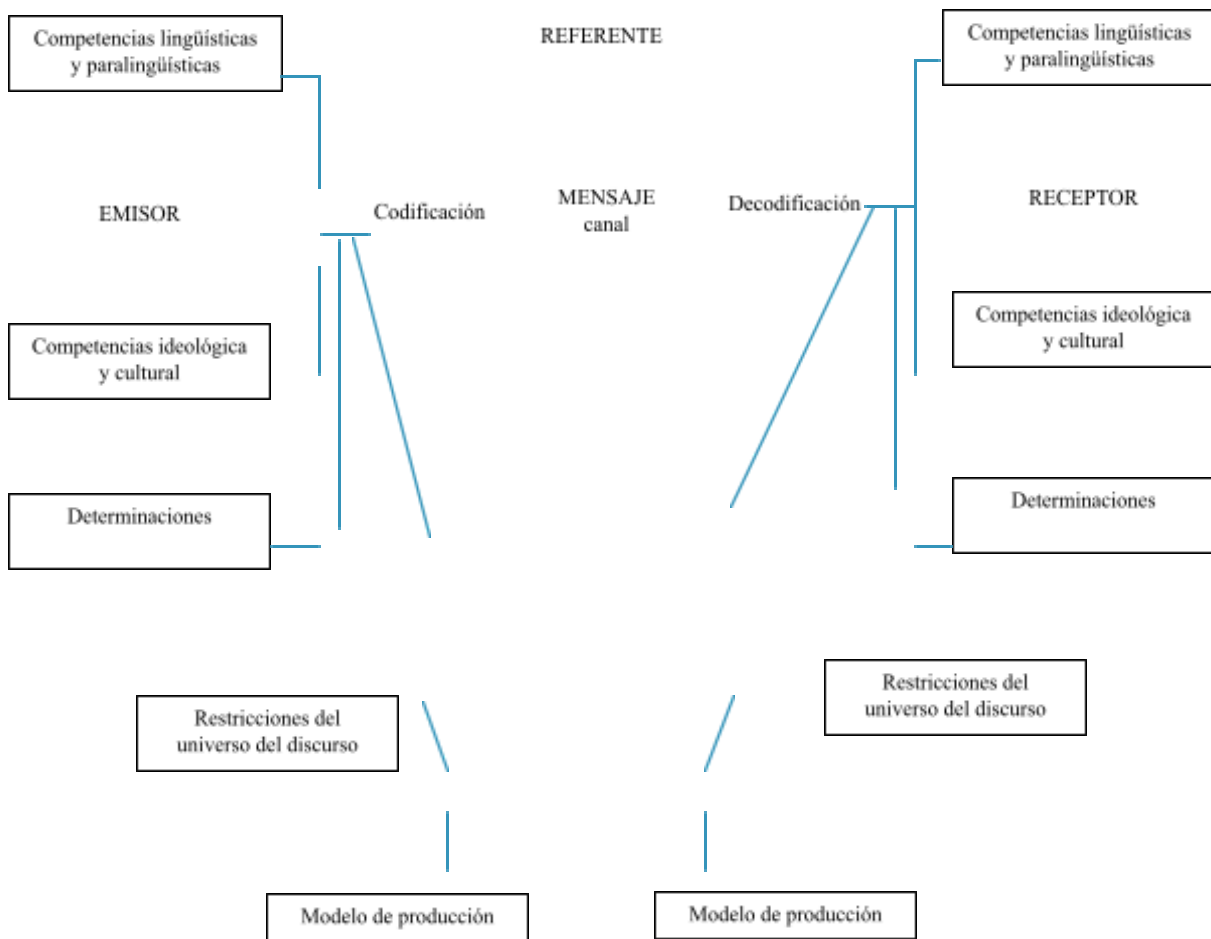 Competencias lingüísticas
y paralingüísticas
REFERENTE
Competencias lingüísticas
y paralingüísticas
EMISOR
Codificación
MENSAJE
canal
Decodificación
RECEPTOR
Competencias ideológica
y cultural
Competencias ideológica
y cultural
Determinaciones
Determinaciones
Restricciones del
universo del discurso
Restricciones del
universo del discurso
Modelo de producción
Modelo de producción